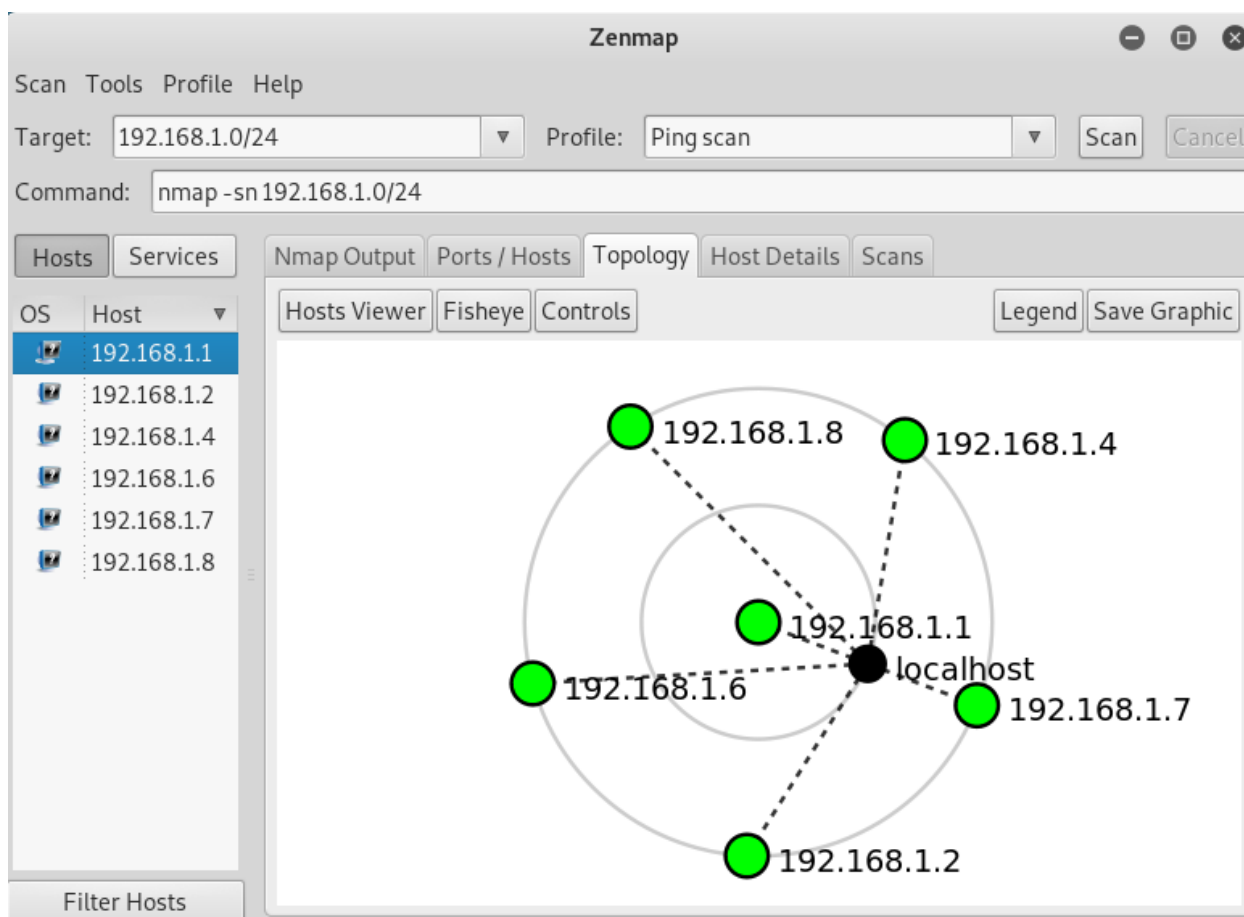 Zenmap
Scan Tools Profile Help
Target: 192.168.1.0/24 Profile: Ping scan Scan Cancel
Command: nmap -sn 192.168.1.0/24
Hosts Services Nmap Output Ports / Hosts Topology Host Details Scans
OS Host Hosts Viewer Fisheye Controls Legend Save Graphic
192.168.1.1
192.168.1.2
192.168.1.4
192.168.1.6
192.168.1.7
192.168.1.8
192.168.1.8 192.168.1.4
192.168.1.1
localhost
192.168.1.6
192.168.1.7
192.168.1.2
Filter Hosts